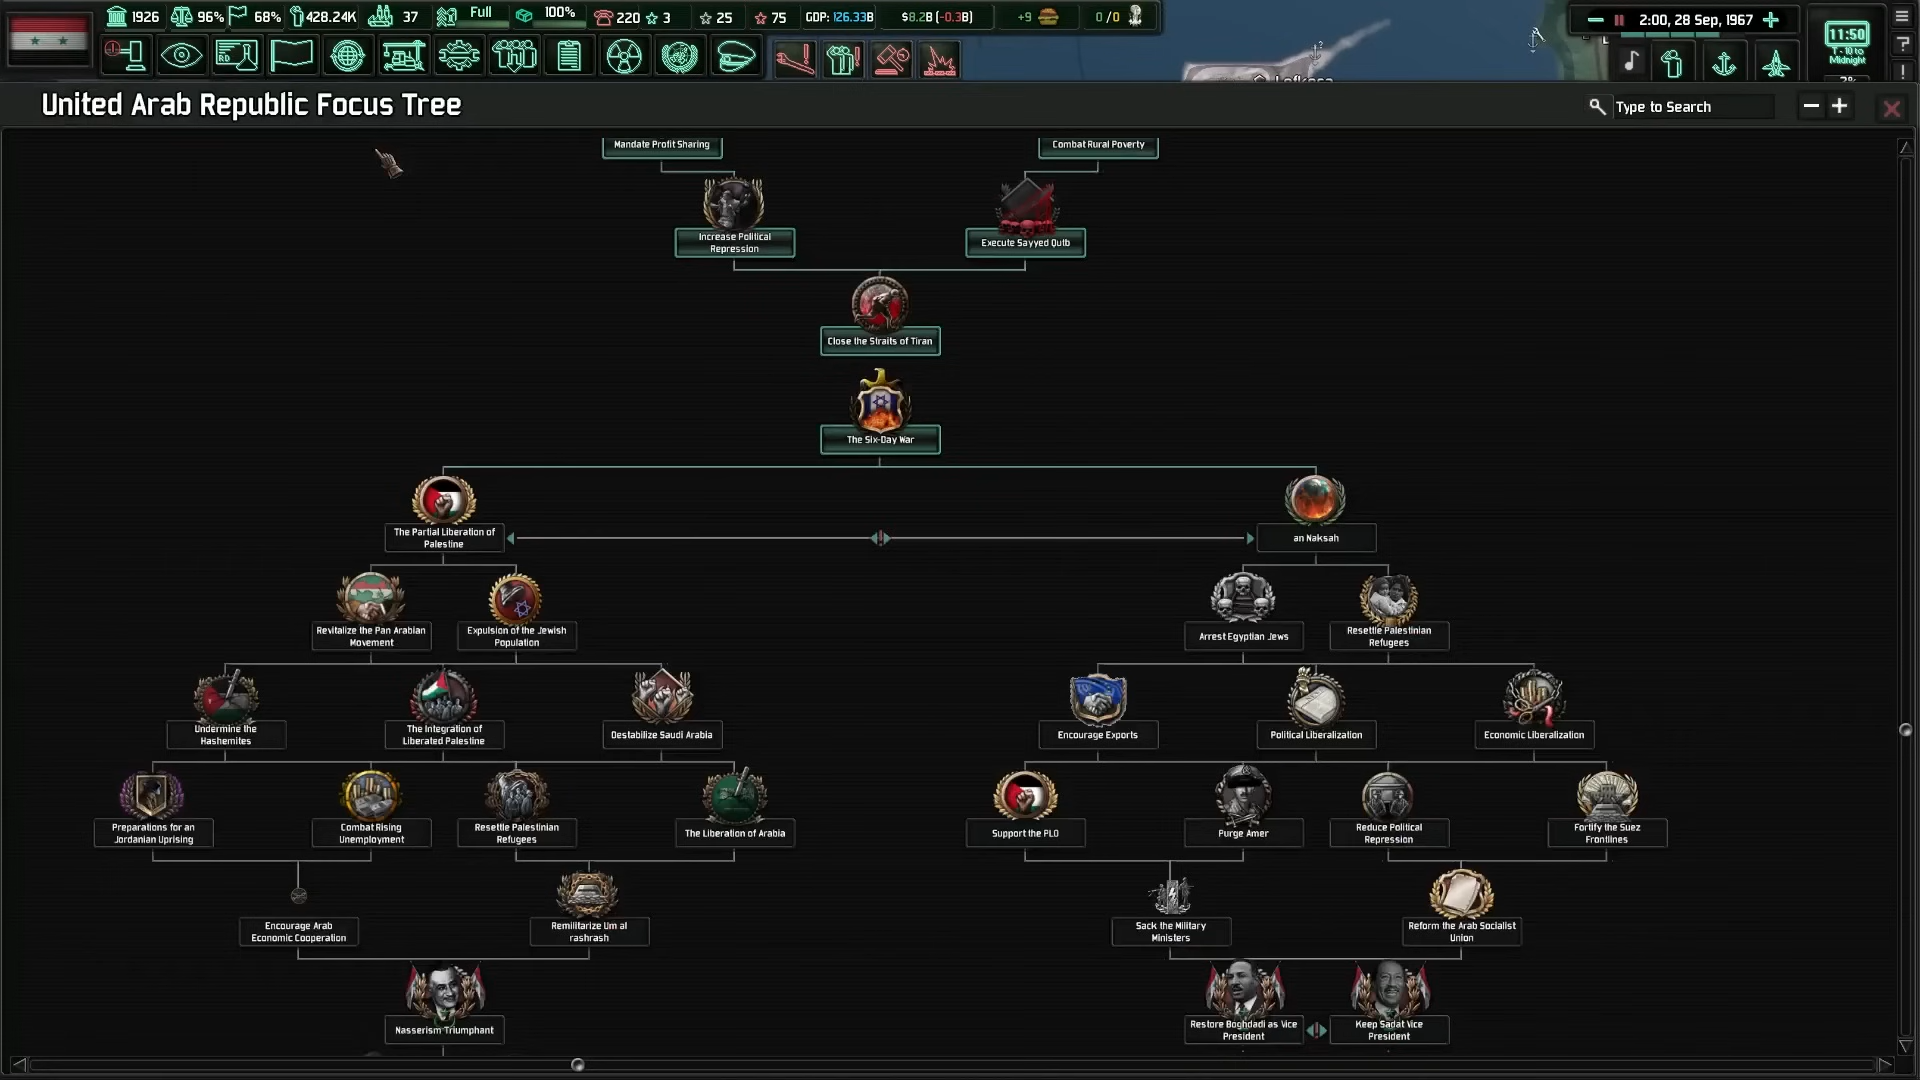 1926
96%
68%
428.24K
37
Full
100%
220
3
25
75
GDP: 126.33B
$8.2B (-0.3B)
+9
0/0
2:00, 28 Sep, 1967
11:50
T - 10 to
Midnight
United Arab Republic Focus Tree
Type to Search
Mandate Profit Sharing
Combat Rural Poverty
Increase Political
Repression
Execute Sayyed Qutb
Close the Straits of Tiran
The Six-Day War
The Partial Liberation of
Palestine
an Naksah
Revitalize the Pan Arabian
Movement
Expulsion of the Jewish
Population
Arrest Egyptian Jews
Resettle Palestinian
Refugees
Undermine the
Hashemites
The Integration of
Liberated Palestine
Destabilize Saudi Arabia
Encourage Exports
Political Liberalization
Economic Liberalization
Preparations for an
Jordanian Uprising
Combat Rising
Unemployment
Resettle Palestinian
Refugees
The Liberation of Arabia
Support the PLO
Purge Amer
Reduce Political
Repression
Fortify the Suez
Frontlines
Encourage Arab
Economic Cooperation
Remilitarize Um al
rashrash
Sack the Military
Ministers
Reform the Arab Socialist
Union
Nasserism Triumphant
Restore Boghdadi as Vice
President
Keep Sadat Vice
President